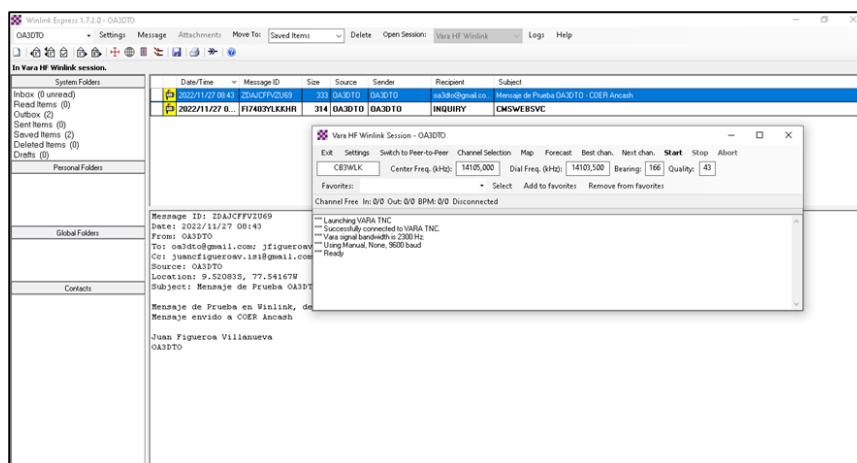 Winlink Express 1.7.2.0 - OA3DTO
OA3DTO Settings Message Attachments Move To: Saved Items Delete Open Session: Vara HF Winlink Logs Help
In Vara HF Winlink session.
System Folders
Inbox (0 unread)
Read Items (0)
Outbox (2)
Sent Items (0)
Saved Items (2)
Deleted Items (0)
Drafts (0)
Personal Folders
Global Folders
Contacts
Date/Time Message ID Size Source Sender Recipient Subject
2022/11/27 08:43 ZDAJCFFVZU69 333 OA3DTO OA3DTO oa3dto@gmail.co... Mensaje de Prueba OA3DTO - COER Ancash
2022/11/27 0... FI7403YLKKHR 314 OA3DTO OA3DTO INQUIRY CMSWEBSVC
Message ID: ZDAJCFFVZU69
Date: 2022/11/27 08:43
From: OA3DTO
To: oa3dto@gmail.com; jfigueroav
Cc: juancfigueroav.isi@gmail.com
Source: OA3DTO
Location: 9.52083S, 77.54167W
Subject: Mensaje de Prueba OA3DT
Mensaje de Prueba en Winlink, de
Mensaje envido a COER Ancash
Juan Figueroa Villanueva
OA3DTO
Vara HF Winlink Session - OA3DTO
Exit Settings Switch to Peer-to-Peer Channel Selection Map Forecast Best chan. Next chan. Start Stop Abort
CB3WLK Center Freq. (kHz): 14105,000 Dial Freq. (kHz): 14103,500 Bearing: 166 Quality: 43
Favorites: Select Add to favorites Remove from favorites
Channel Free In: 0/0 Out: 0/0 BPM: 0/0 Disconnected
*** Launching VARA TNC
*** Successfully connected to VARA TNC.
*** Vara signal bandwidth is 2300 Hz.
*** Using Manual, None, 9600 baud
*** Ready